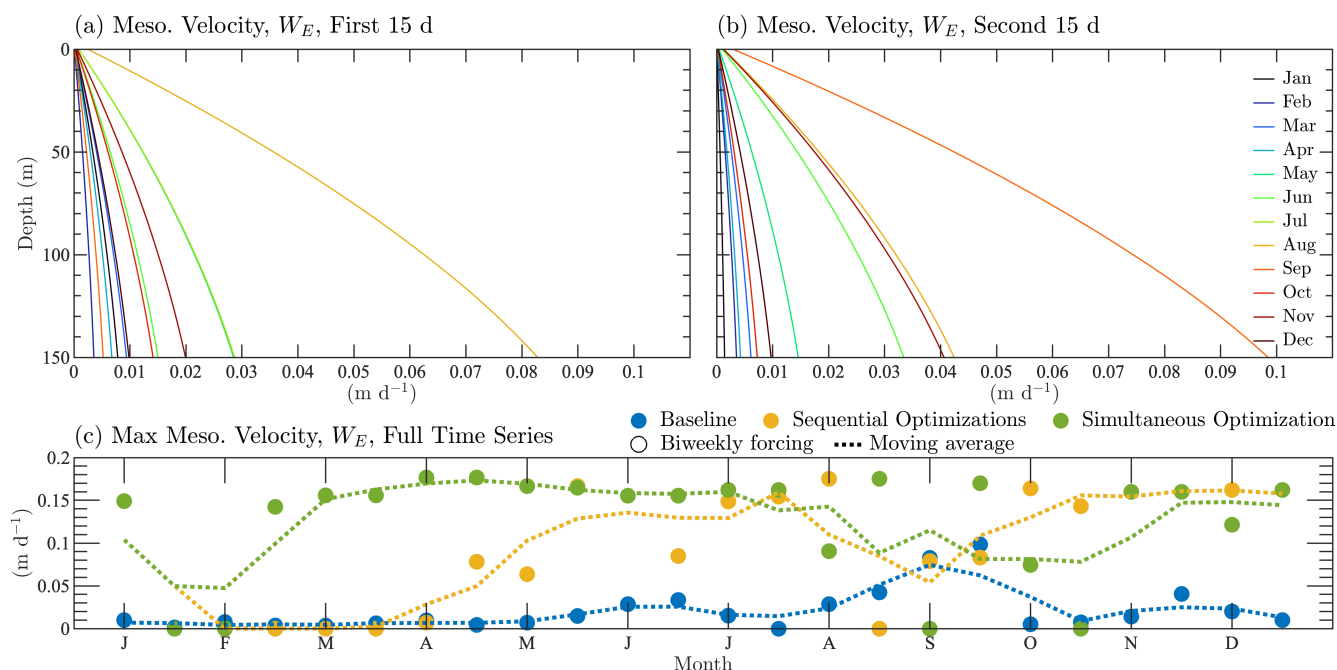 (a) Meso. Velocity, W_E, First 15 d
(b) Meso. Velocity, W_E, Second 15 d
0
50
100
150
Depth (m)
0 0.01 0.02 0.03 0.04 0.05 0.06 0.07 0.08 0.09 0.1
(m d⁻¹)
Jan
Feb
Mar
Apr
May
Jun
Jul
Aug
Sep
Oct
Nov
Dec
0 0.01 0.02 0.03 0.04 0.05 0.06 0.07 0.08 0.09 0.1
(m d⁻¹)
Baseline Sequential Optimizations Simultaneous Optimization
(c) Max Meso. Velocity, W_E, Full Time Series
Biweekly forcing Moving average
0.2
0.15
0.1
0.05
0
(m d⁻¹)
J F M A M J J A S O N D
Month